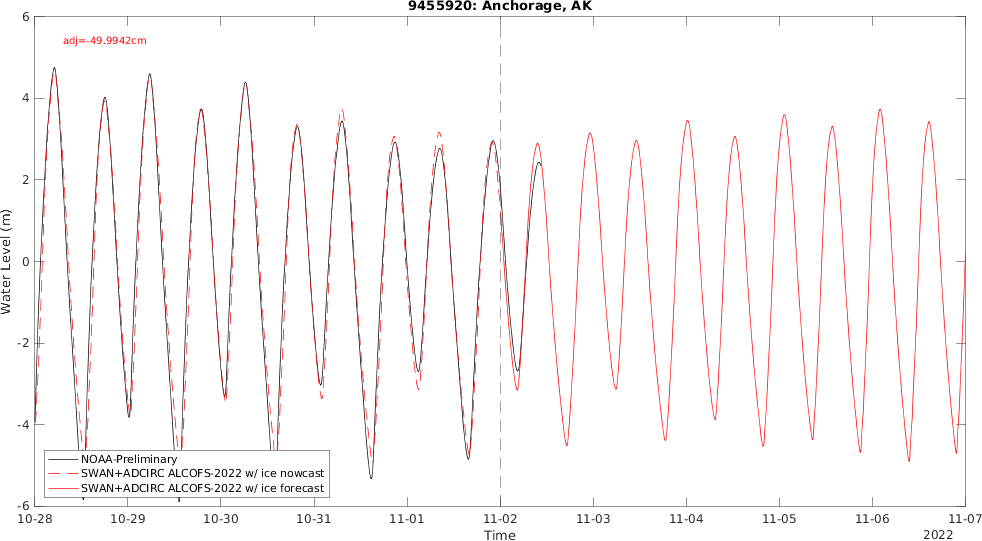 9455920: Anchorage, AK
adj=-49.9942cm
Water Level (m)
6
4
2
0
-2
-4
-6
NOAA-Preliminary
SWAN+ADCIRC ALCOFS-2022 w/ ice nowcast
SWAN+ADCIRC ALCOFS-2022 w/ ice forecast
10-28 10-29 10-30 10-31 11-01 11-02 11-03 11-04 11-05 11-06 11-07
Time
2022